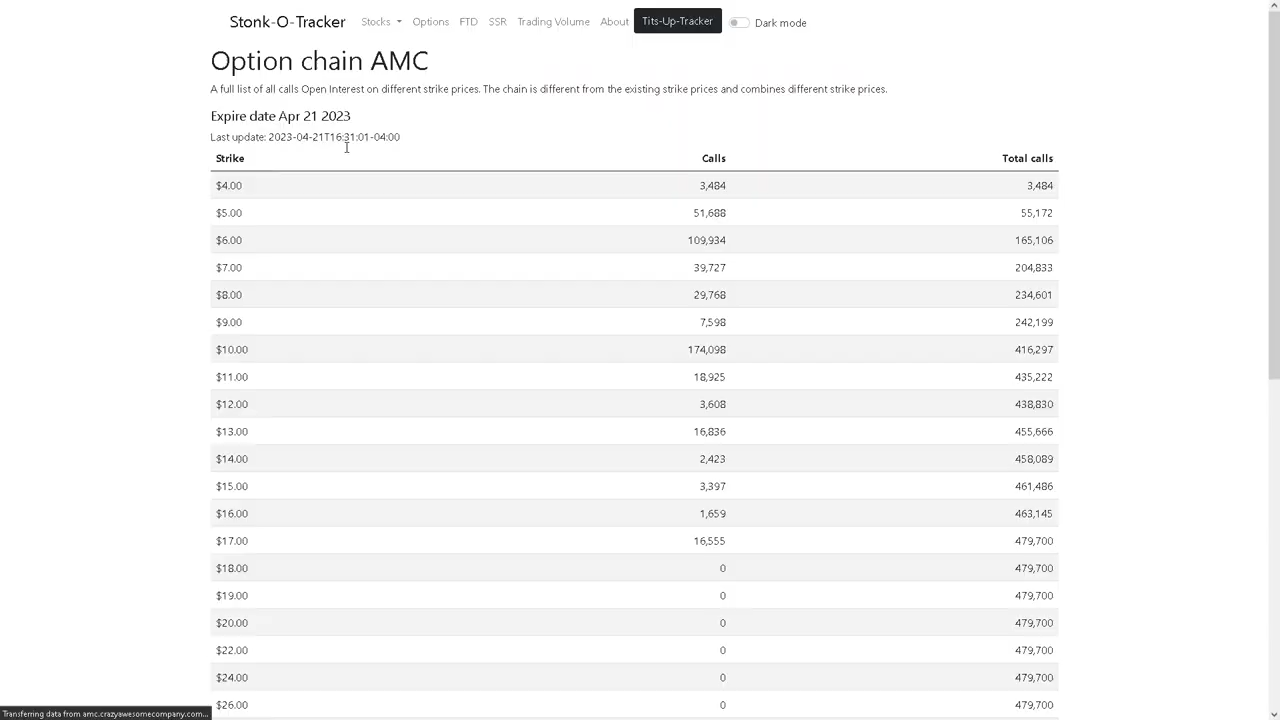 Stonk-O-Tracker Stocks Options FTD SSR Trading Volume About Tits-Up-Tracker Dark mode
Option chain AMC
A full list of all calls Open Interest on different strike prices. The chain is different from the existing strike prices and combines different strike prices.
Expire date Apr 21 2023
Last update: 2023-04-21T16:31:01-04:00
Strike Calls Total calls
$4.00 3,484 3,484
$5.00 51,688 55,172
$6.00 109,934 165,106
$7.00 39,727 204,833
$8.00 29,768 234,601
$9.00 7,598 242,199
$10.00 174,098 416,297
$11.00 18,925 435,222
$12.00 3,608 438,830
$13.00 16,836 455,666
$14.00 2,423 458,089
$15.00 3,397 461,486
$16.00 1,659 463,145
$17.00 16,555 479,700
$18.00 0 479,700
$19.00 0 479,700
$20.00 0 479,700
$22.00 0 479,700
$24.00 0 479,700
$26.00 0 479,700
Transferring data from amc.crazyawesomecompany.com...